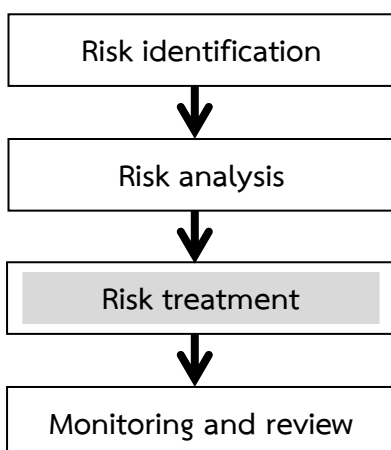 Risk identification
Risk analysis
Risk treatment
Monitoring and review